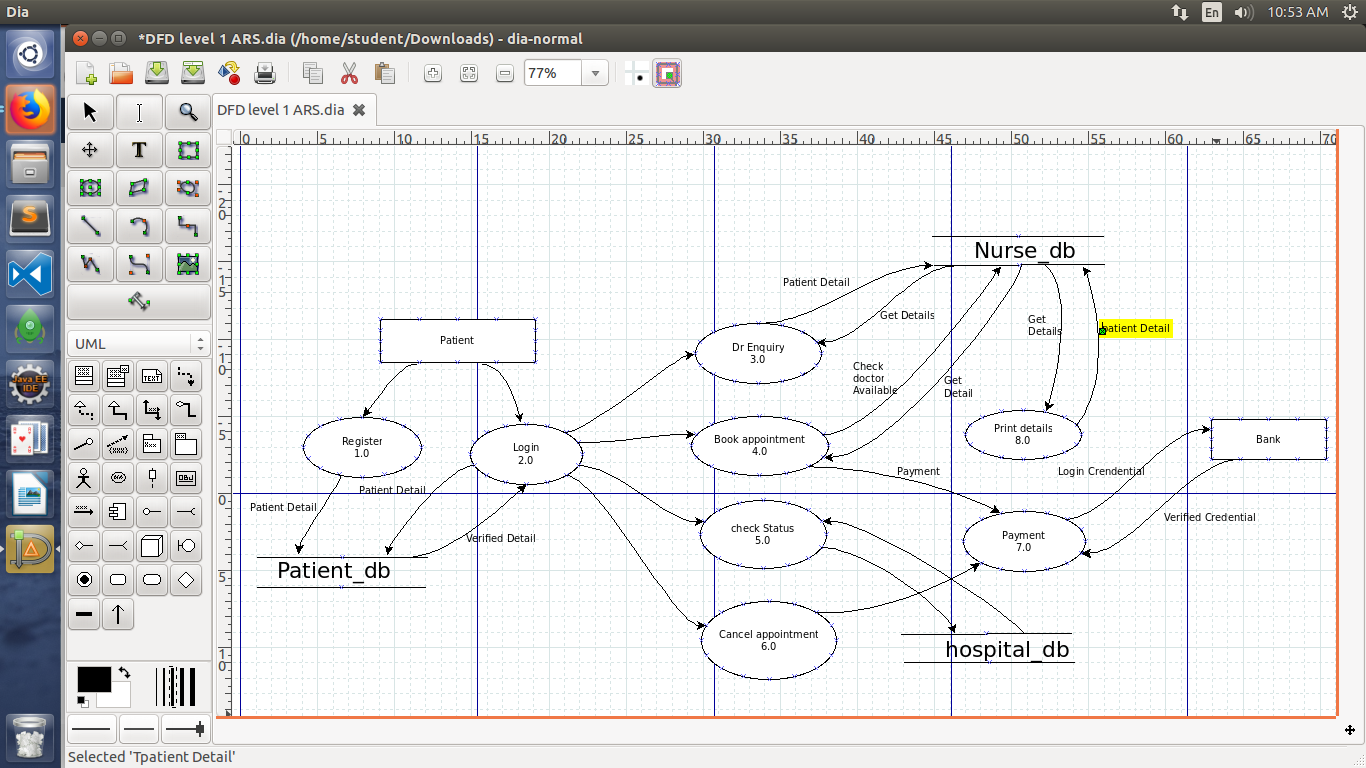 Dia
En
10:53 AM
*DFD level 1 ARS.dia (/home/student/Downloads) - dia-normal
77%
DFD level 1 ARS.dia
0 5 10 15 20 25 30 35 40 45 50 55 60 65 70
UML
Nurse_db
Patient Detail
Get Details
Get
Details
patient Detail
Patient
Dr Enquiry
3.0
Check
doctor
Available
Get
Detail
Register
1.0
Login
2.0
Book appointment
4.0
Print details
8.0
Bank
Payment
Login Crendential
Patient Detail
Patient Detail
Verified Detail
check Status
5.0
Payment
7.0
Verified Credential
Patient_db
Cancel appointment
6.0
hospital_db
Selected 'Tpatient Detail'